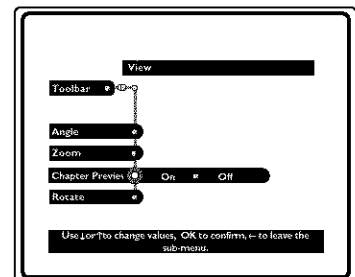 View
Toolbar
Angle
Zoom
Chapter Preview On Off
Rotate
Use ↓or↑to change values, OK to confirm, ← to leave the
sub-menu.